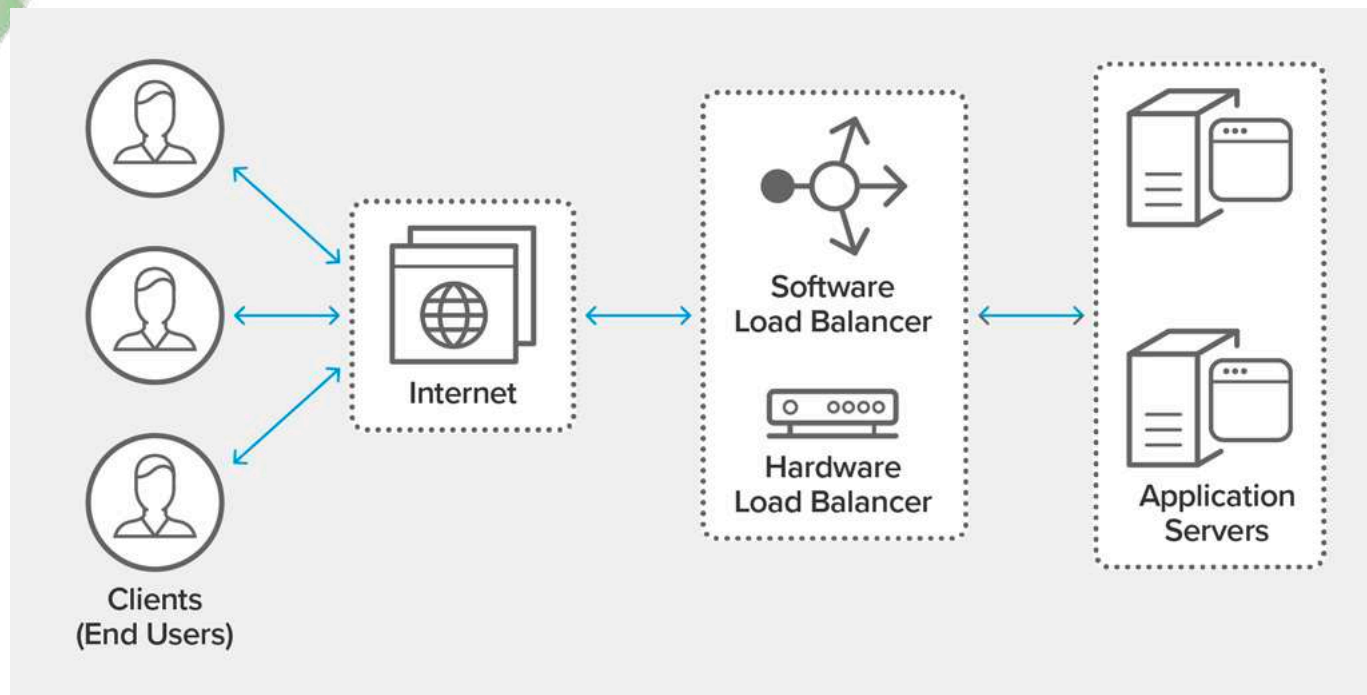 Clients
(End Users)
Internet
Software
Load Balancer
Hardware
Load Balancer
Application
Servers